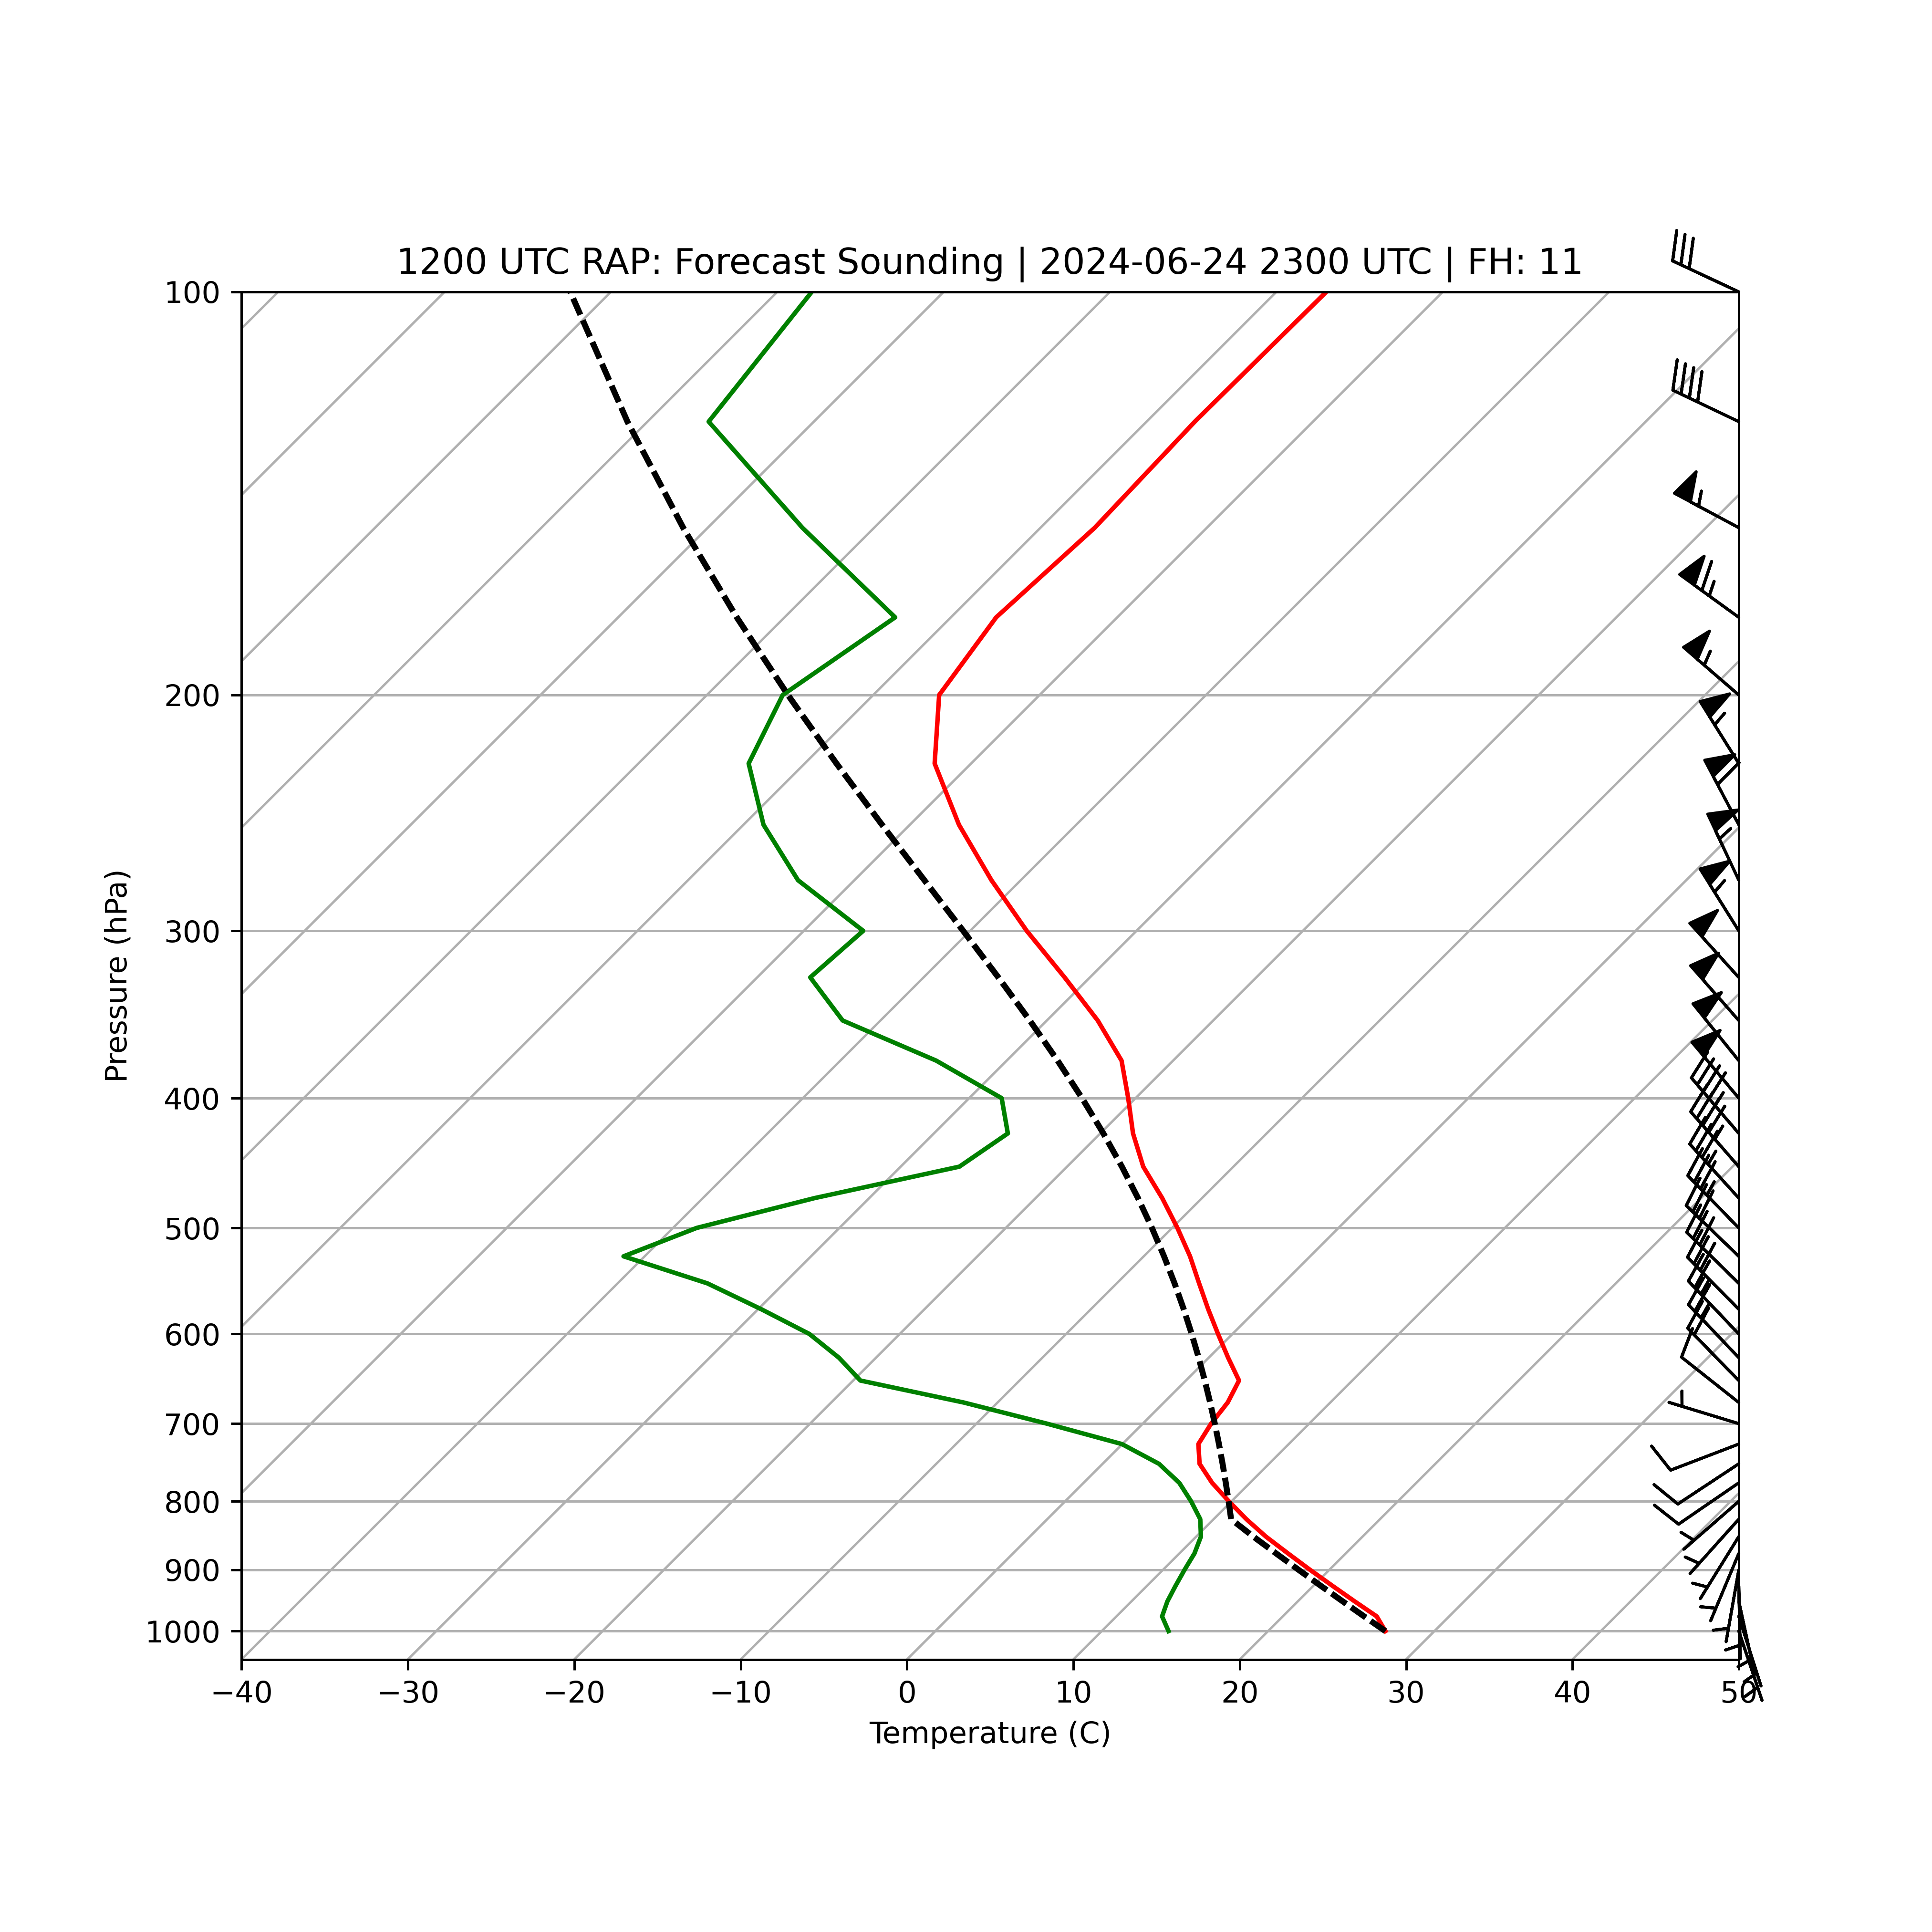 1200 UTC RAP: Forecast Sounding | 2024-06-24 2300 UTC | FH: 11
100
200
300
400
500
600
700
800
900
1000
Pressure (hPa)
−40 −30 −20 −10 0 10 20 30 40 50
Temperature (C)